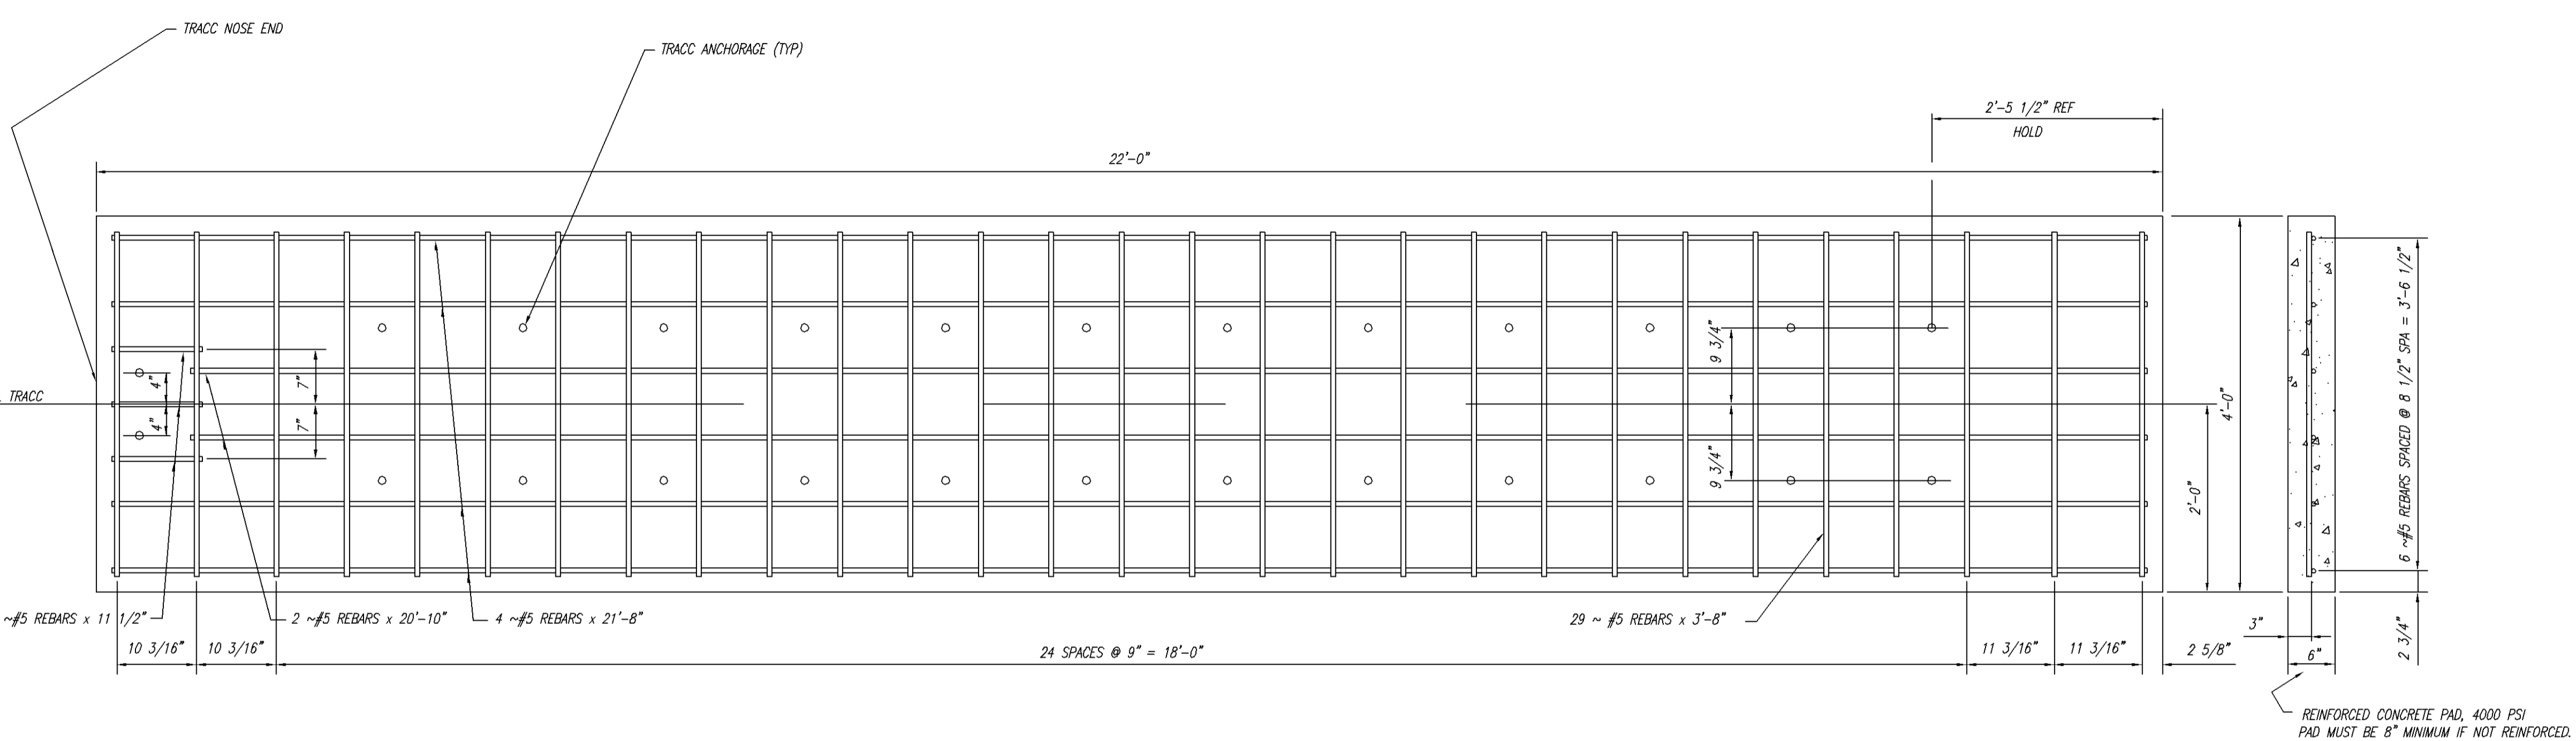 TRACC NOSE END
TRACC ANCHORAGE (TYP.)
2'-5 1/2" REF
HOLD
22'-0"
9 3/4"
9 3/4"
4"
4"
7"
7"
TRACC
2'-0"
4'-0"
6 ~#5 REBARS SPACED @ 8 1/2" SPA = 3'-6 1/2"
2 3/4"
~#5 REBARS x 11 1/2"
2 ~#5 REBARS x 20'-10"
4 ~#5 REBARS x 21'-8"
29 ~ #5 REBARS x 3'-8"
10 3/16"
10 3/16"
24 SPACES @ 9" = 18'-0"
11 3/16"
11 3/16"
2 5/8"
3"
6"
REINFORCED CONCRETE PAD, 4000 PSI
PAD MUST BE 8" MINIMUM IF NOT REINFORCED.